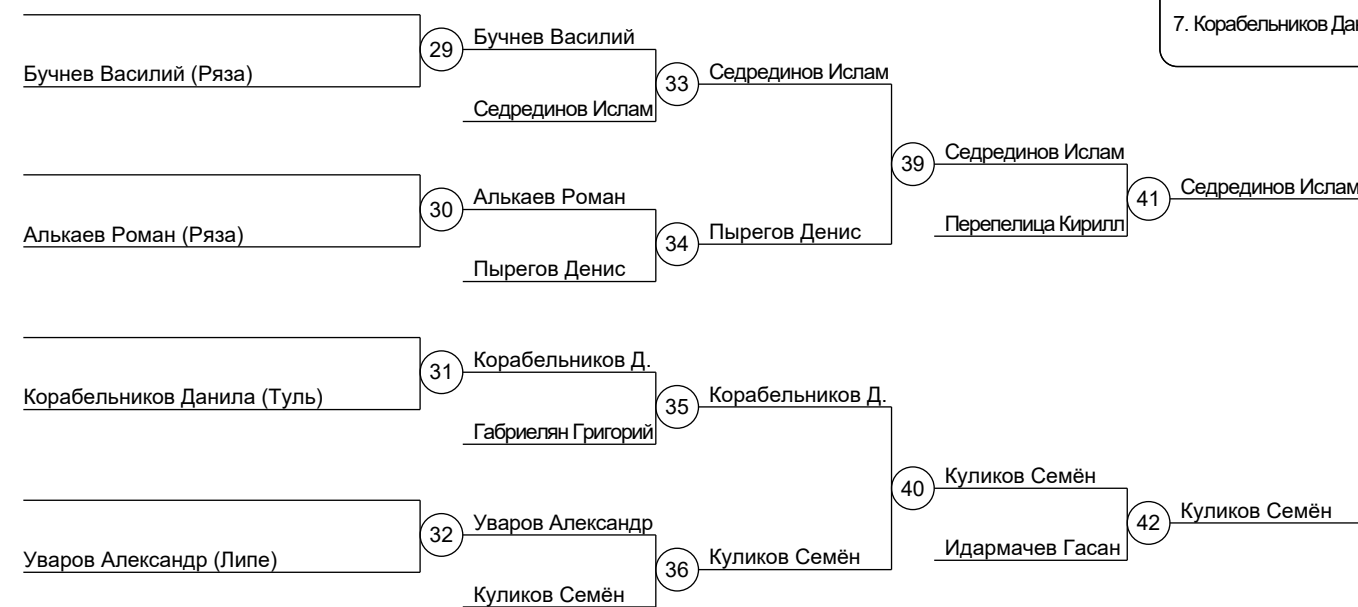 7. Корабельников
29
Бучнев Василий
Бучнев Василий (Ряза)
33
Седрединов Ислам
Седрединов Ислам
39
Седрединов Ислам
30
Алькаев Роман
41
Седрединов Ислам
Алькаев Роман (Ряза)
34
Пырегов Денис
Перепелица Кирилл
Пырегов Денис
31
Корабельников Д.
Корабельников Данила (Туль)
35
Корабельников Д.
Габриелян Григорий
40
Куликов Семён
32
Уваров Александр
42
Куликов Семён
Уваров Александр (Липе)
36
Куликов Семён
Идармачев Гасан
Куликов Семён